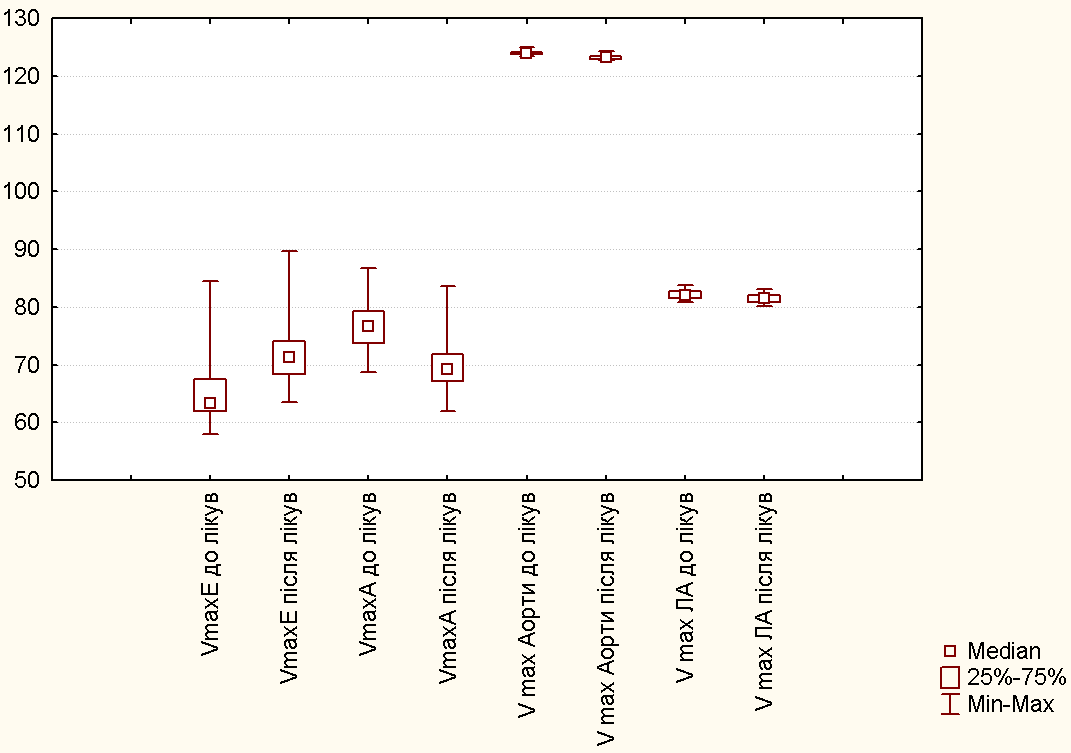 130
120
110
100
90
80
70
60
50
VmaxE до лікув
VmaxE після лікув
VmaxA до лікув
VmaxA після лікув
V max Аорти до лікув
V max Аорти після лікув
V max ЛА до лікув
V max ЛА після лікув
Median
25%-75%
Min-Max